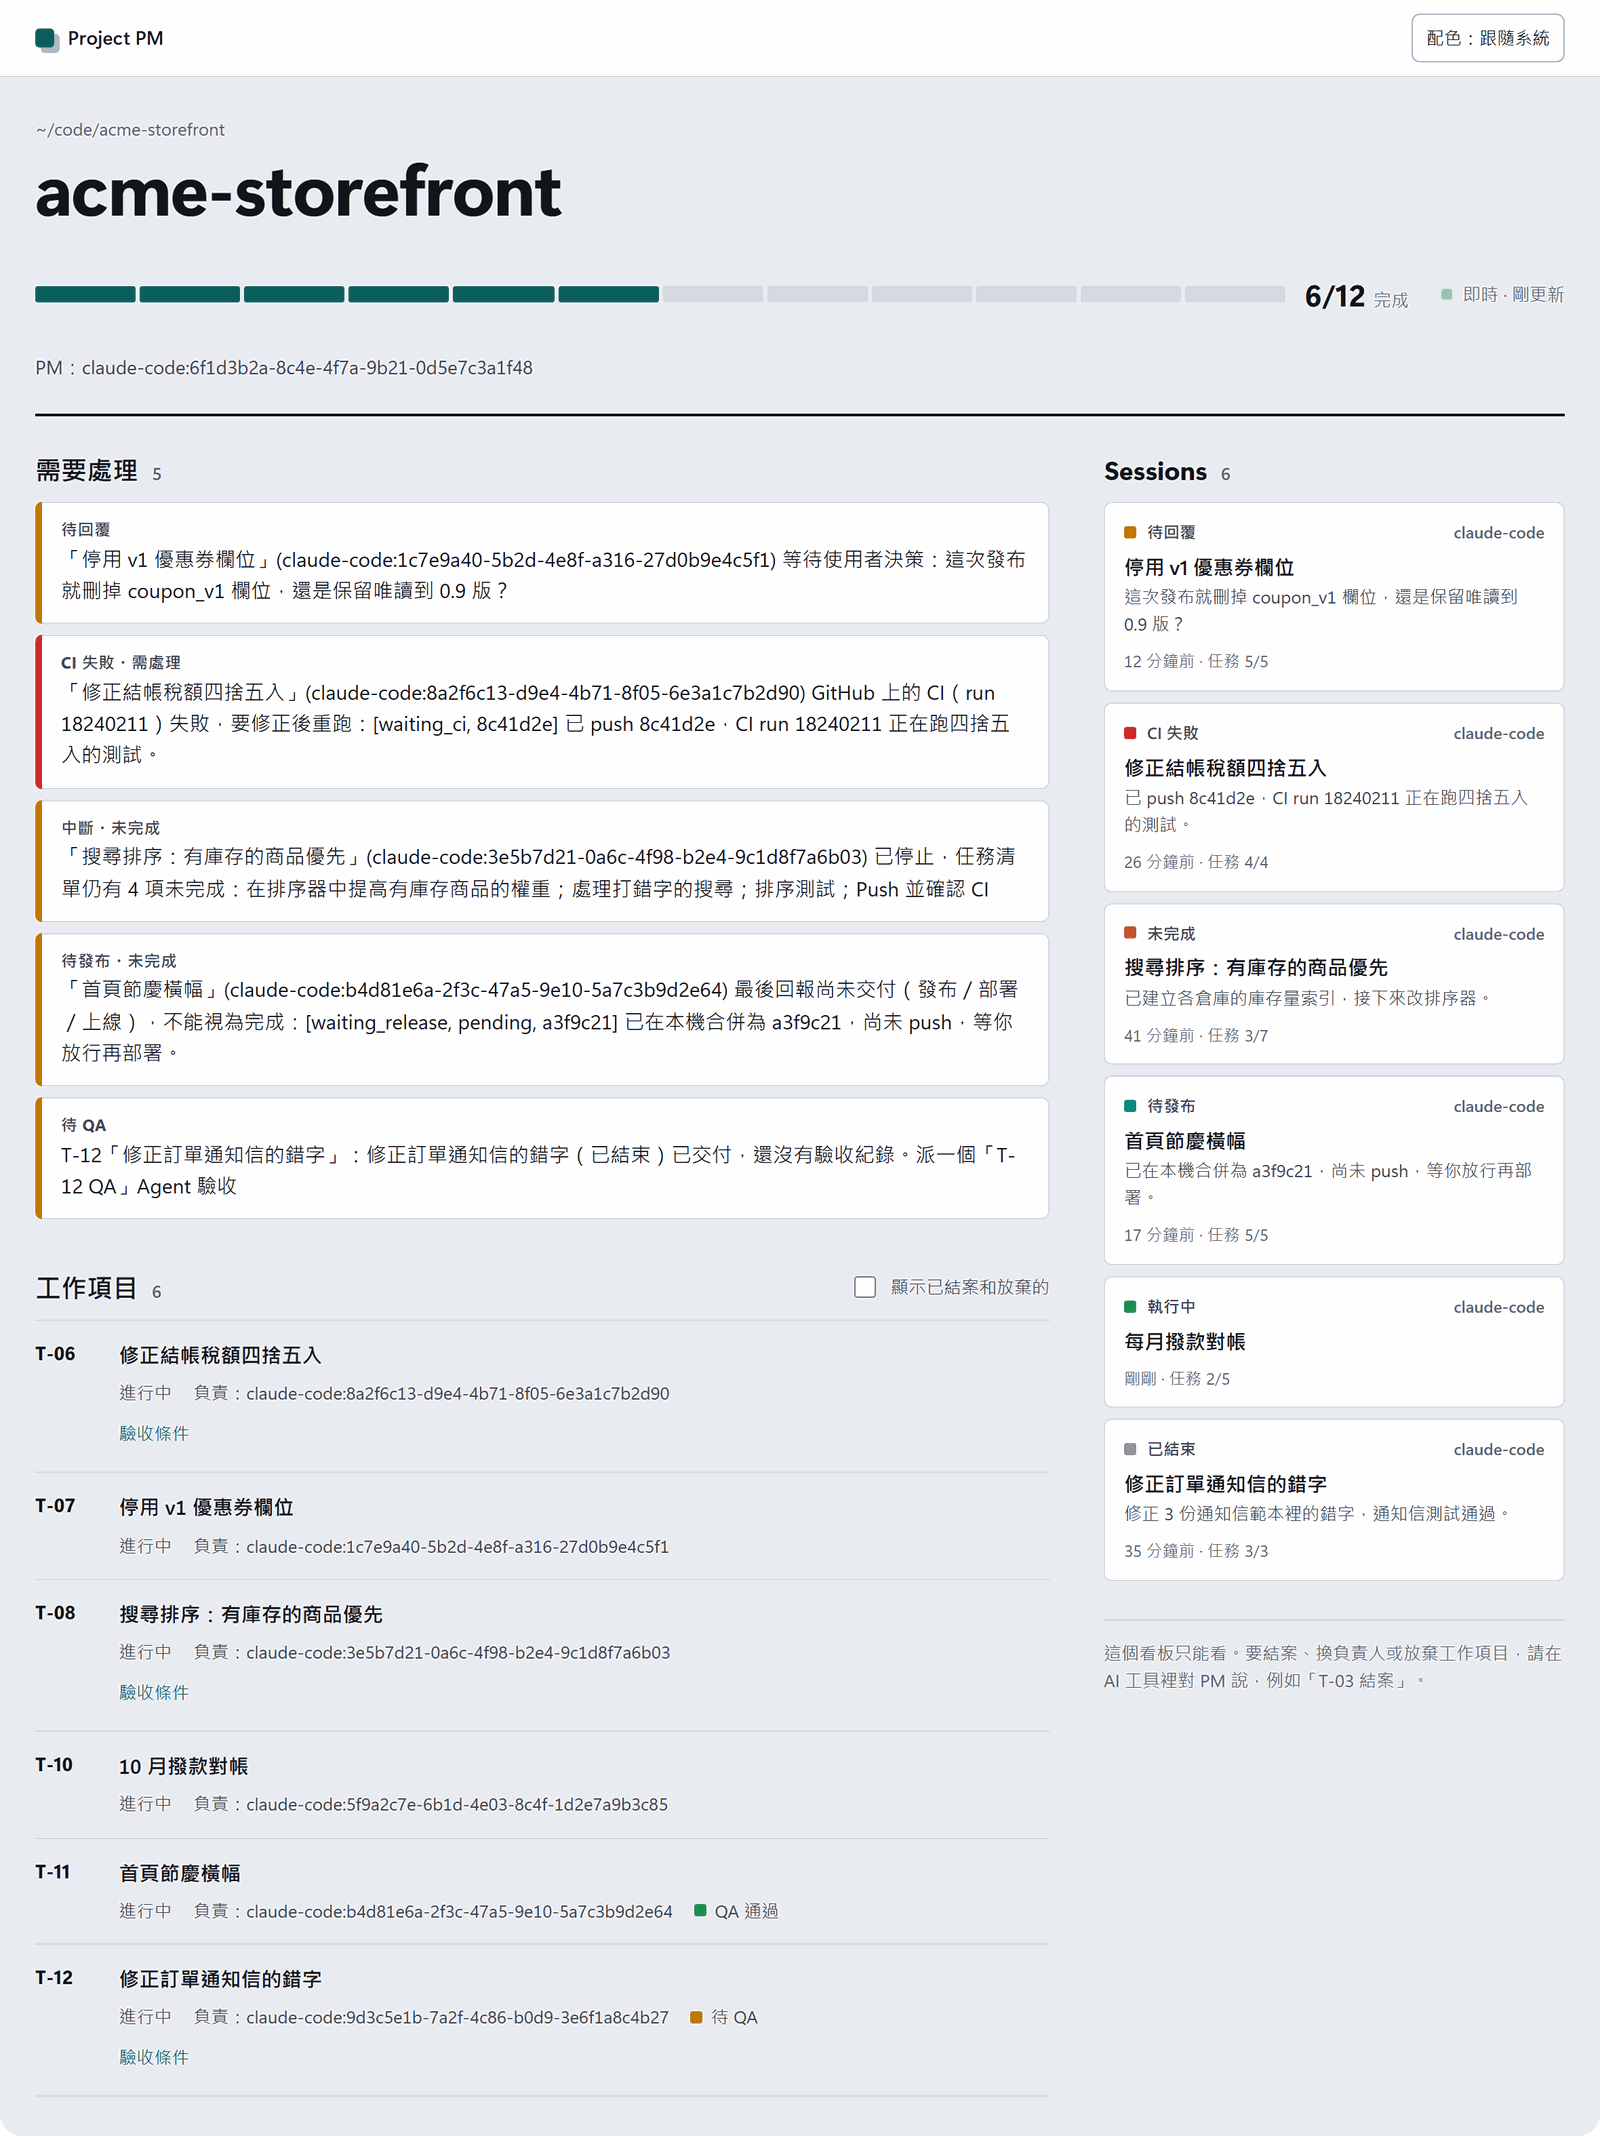 Project PM
配色：跟隨系統
~/code/acme-storefront
acme-storefront
6/12 完成
即時 · 剛更新
PM：claude-code:6f1d3b2a-8c4e-4f7a-9b21-0d5e7c3a1f48
需要處理 5
待回覆
「停用 v1 優惠券欄位」(claude-code:1c7e9a40-5b2d-4e8f-a316-27d0b9e4c5f1) 等待使用者決策：這次發布
就刪掉 coupon_v1 欄位，還是保留唯讀到 0.9 版？
CI 失敗 · 需處理
「修正結帳稅額四捨五入」(claude-code:8a2f6c13-d9e4-4b71-8f05-6e3a1c7b2d90) GitHub 上的 CI（run
18240211）失敗，要修正後重跑：[waiting_ci, 8c41d2e] 已 push 8c41d2e，CI run 18240211 正在跑四捨五
入的測試。
中斷 · 未完成
「搜尋排序：有庫存的商品優先」(claude-code:3e5b7d21-0a6c-4f98-b2e4-9c1d8f7a6b03) 已停止，任務清
單仍有 4 項未完成：在排序器中提高有庫存商品的權重；處理打錯字的搜尋；排序測試；Push 並確認 CI
待發布 · 未完成
「首頁節慶橫幅」(claude-code:b4d81e6a-2f3c-47a5-9e10-5a7c3b9d2e64) 最後回報尚未交付（發布／部署
／上線），不能視為完成：[waiting_release, pending, a3f9c21] 已在本機合併為 a3f9c21，尚未 push，等你
放行再部署。
待 QA
T-12「修正訂單通知信的錯字」：修正訂單通知信的錯字（已結束）已交付，還沒有驗收紀錄。派一個「T-
12 QA」Agent 驗收
工作項目 6
顯示已結案和放棄的
T-06 修正結帳稅額四捨五入
進行中 負責：claude-code:8a2f6c13-d9e4-4b71-8f05-6e3a1c7b2d90
驗收條件
T-07 停用 v1 優惠券欄位
進行中 負責：claude-code:1c7e9a40-5b2d-4e8f-a316-27d0b9e4c5f1
T-08 搜尋排序：有庫存的商品優先
進行中 負責：claude-code:3e5b7d21-0a6c-4f98-b2e4-9c1d8f7a6b03
驗收條件
T-10 10 月撥款對帳
進行中 負責：claude-code:5f9a2c7e-6b1d-4e03-8c4f-1d2e7a9b3c85
T-11 首頁節慶橫幅
進行中 負責：claude-code:b4d81e6a-2f3c-47a5-9e10-5a7c3b9d2e64 QA 通過
T-12 修正訂單通知信的錯字
進行中 負責：claude-code:9d3c5e1b-7a2f-4c86-b0d9-3e6f1a8c4b27 待 QA
驗收條件
Sessions 6
待回覆 claude-code
停用 v1 優惠券欄位
這次發布就刪掉 coupon_v1 欄位，還是保留唯讀到
0.9 版？
12 分鐘前 · 任務 5/5
CI 失敗 claude-code
修正結帳稅額四捨五入
已 push 8c41d2e，CI run 18240211 正在跑四捨五入
的測試。
26 分鐘前 · 任務 4/4
未完成 claude-code
搜尋排序：有庫存的商品優先
已建立各倉庫的庫存量索引，接下來改排序器。
41 分鐘前 · 任務 3/7
待發布 claude-code
首頁節慶橫幅
已在本機合併為 a3f9c21，尚未 push，等你放行再部
署。
17 分鐘前 · 任務 5/5
執行中 claude-code
每月撥款對帳
剛剛 · 任務 2/5
已結束 claude-code
修正訂單通知信的錯字
修正 3 份通知信範本裡的錯字，通知信測試通過。
35 分鐘前 · 任務 3/3
這個看板只能看。要結案、換負責人或放棄工作項目，請在
AI 工具裡對 PM 說，例如「T-03 結案」。